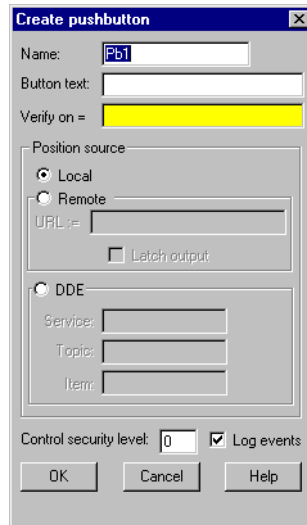 Create pushbutton
Name: Pb1
Button text:
Verify on =
Position source
Local
Remote
URL :=
Latch output
DDE
Service:
Topic:
Item:
Control security level: 0 Log events
OK Cancel Help